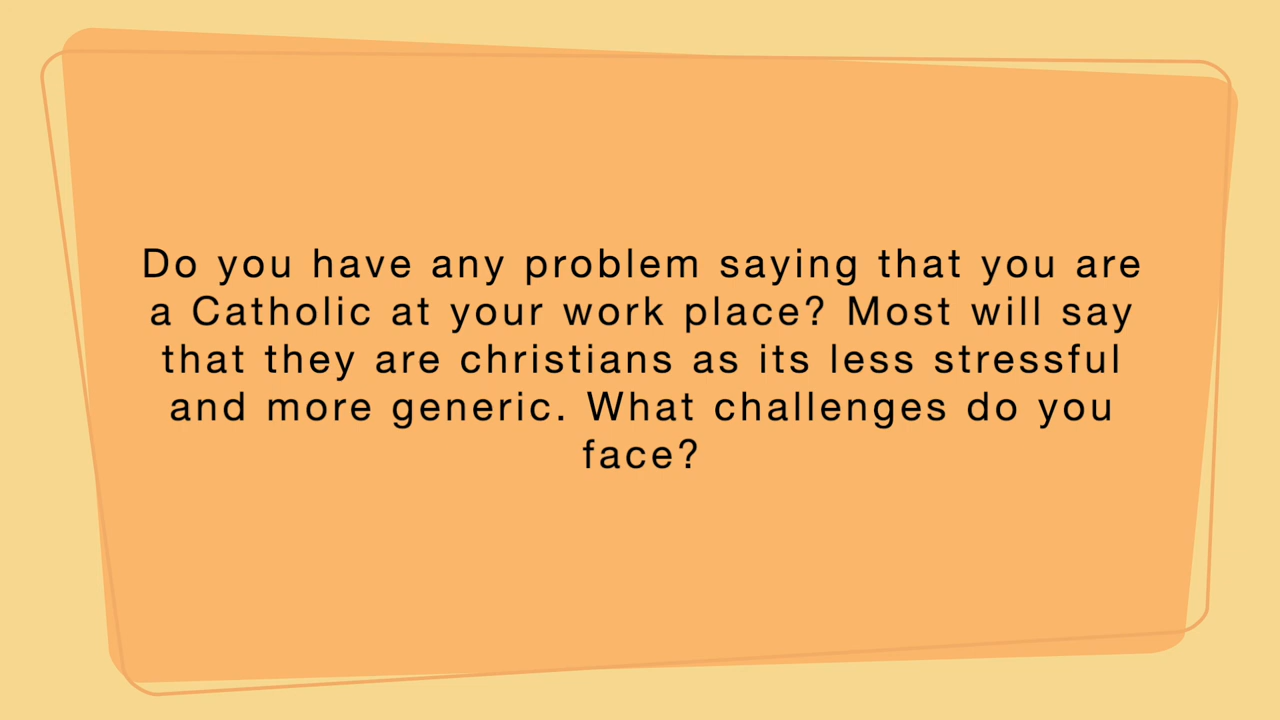 Do you have any problem saying that you are
a Catholic at your work place? Most will say
that they are christians as its less stressful
and more generic. What challenges do you
face?